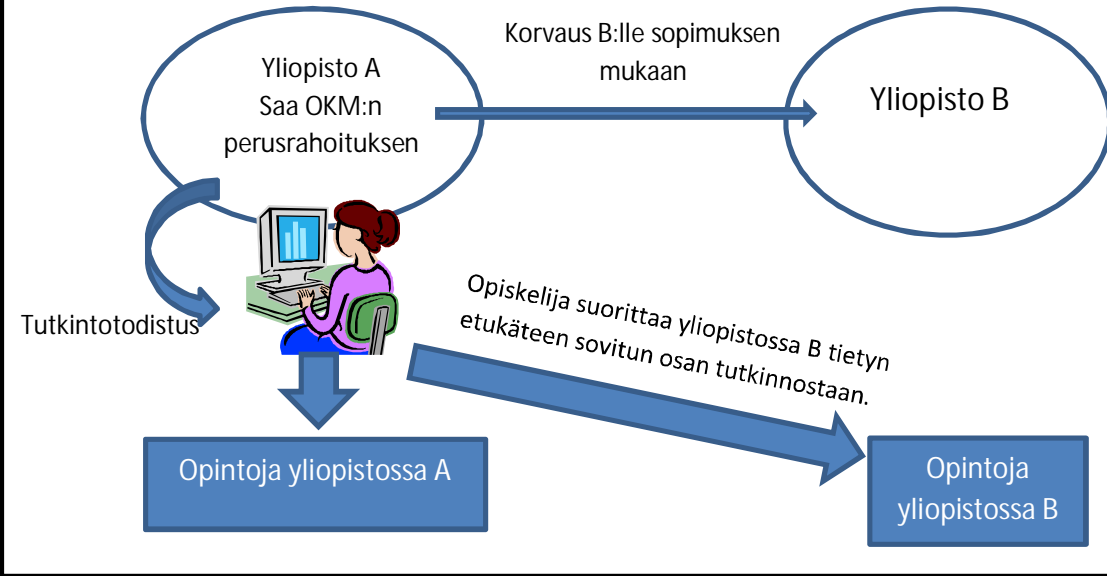 Yliopisto A
Saa OKM:n
perusrahoituksen
Korvaus B:lle sopimuksen
mukaan
Yliopisto B
Tutkintotodistus
Opiskelija suorittaa yliopistossa B tietyn
etukäteen sovitun osan tutkinnostaan.
Opintoja yliopistossa A
Opintoja
yliopistossa B